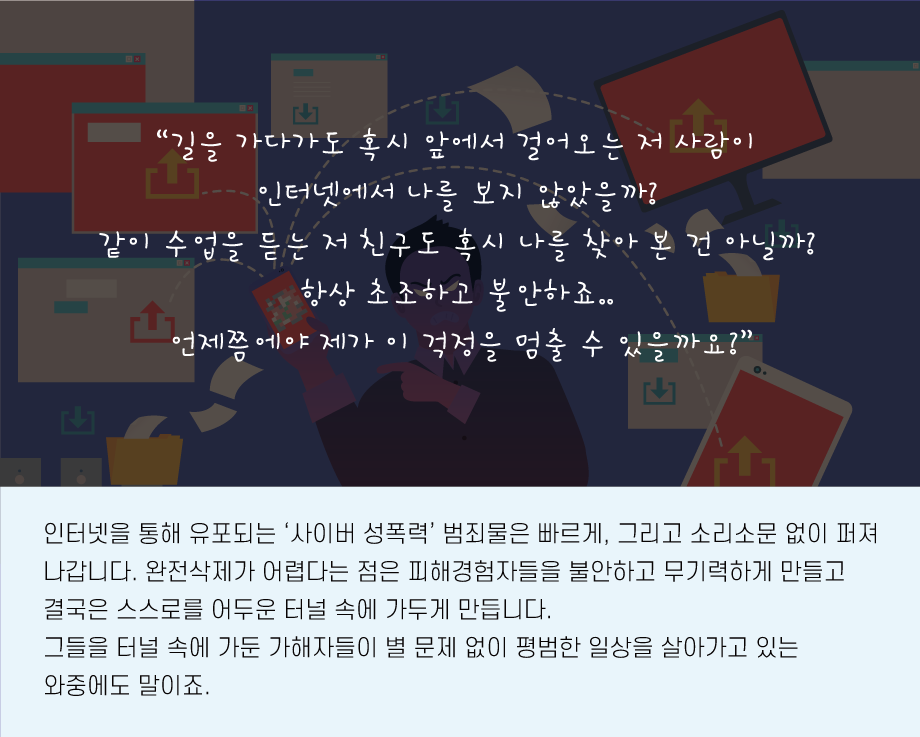 “길을 가다가도 혹시 앞에서 걸어오는 저 사람이
인터넷에서 나를 보지 않았을까?
같이 수업을 듣는 저 친구도 혹시 나를 찾아 본 건 아닐까?
항상 초조하고 불안하죠..
언제쯤에야 제가 이 걱정을 멈출 수 있을까요?”
인터넷을 통해 유포되는 ‘사이버 성폭력’ 범죄물은 빠르게, 그리고 소리소문 없이 퍼져
나갑니다. 완전삭제가 어렵다는 점은 피해경험자들을 불안하고 무기력하게 만들고
결국은 스스로를 어두운 터널 속에 가두게 만듭니다.
그들을 터널 속에 가둔 가해자들이 별 문제 없이 평범한 일상을 살아가고 있는
와중에도 말이죠.